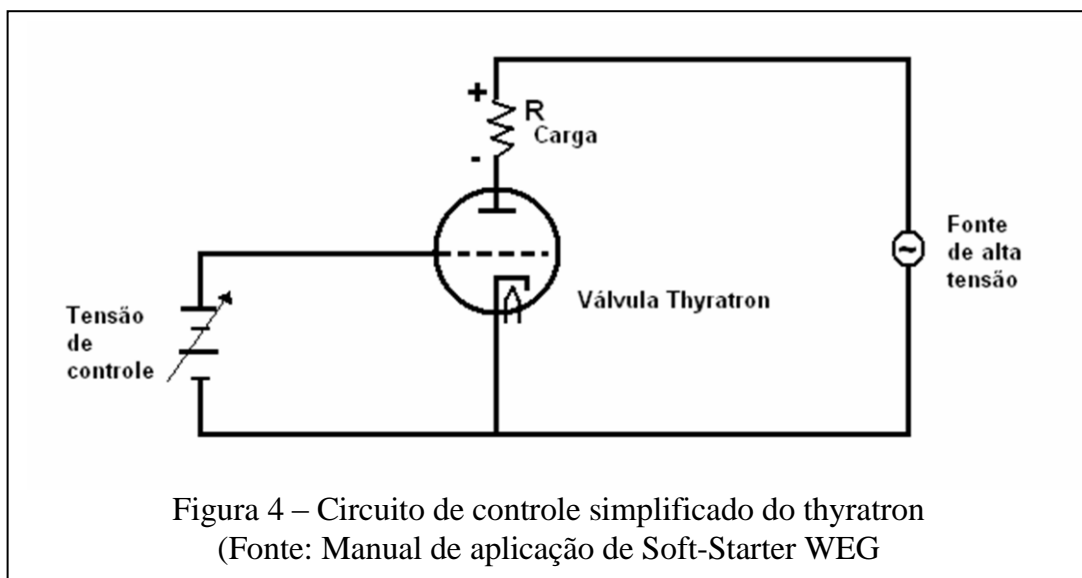 +
R
Carga
-
Fonte
de alta
tensão
~
Válvula Thyratron
Tensão
de
controle
Figura 4 – Circuito de controle simplificado do thyratron
(Fonte: Manual de aplicação de Soft-Starter WEG